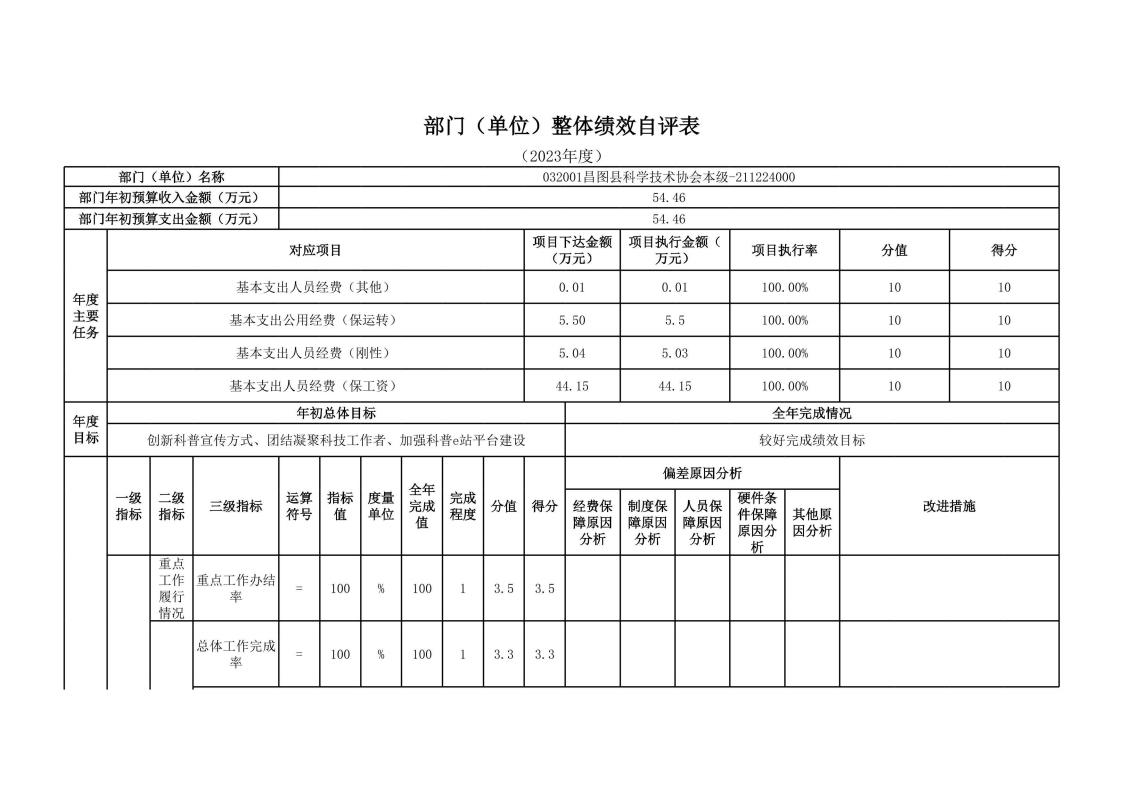 部门（单位）整体绩效自评表
（2023年度）
部门（单位）名称 032001昌图县科学技术协会本级-211224000
部门年初预算收入金额（万元） 54.46
部门年初预算支出金额（万元） 54.46
年度
主要
任务
对应项目
项目下达金额
（万元）
项目执行金额（
万元）
项目执行率
分值
得分
基本支出人员经费（其他） 0.01 0.01 100.00% 10 10
基本支出公用经费（保运转） 5.50 5.5 100.00% 10 10
基本支出人员经费（刚性） 5.04 5.03 100.00% 10 10
基本支出人员经费（保工资） 44.15 44.15 100.00% 10 10
年度
目标
年初总体目标 全年完成情况
创新科普宣传方式、团结凝聚科技工作者、加强科普e站平台建设 较好完成绩效目标
一级
指标
二级
指标
三级指标
运算
符号
指标
值
度量
单位
全年
完成
值
完成
程度
分值
得分
偏差原因分析
经费保
障原因
分析
制度保
障原因
分析
人员保
障原因
分析
硬件条
件保障
原因分
析
其他原
因分析
改进措施
重点
工作
履行
情况
重点工作办结
率
= 100 % 100 1 3.5 3.5
总体工作完成
率
= 100 % 100 1 3.3 3.3